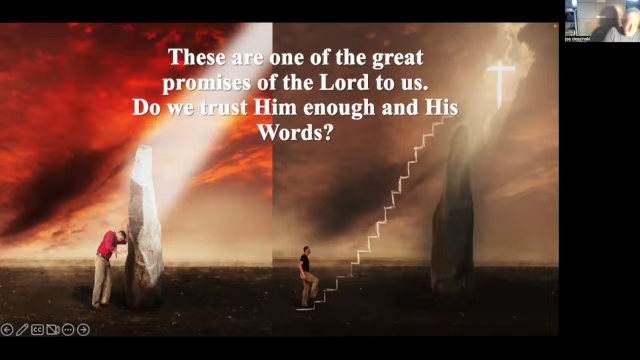 These are one of the great
promises of the Lord to us.
Do we trust Him enough and His
Words?
CC